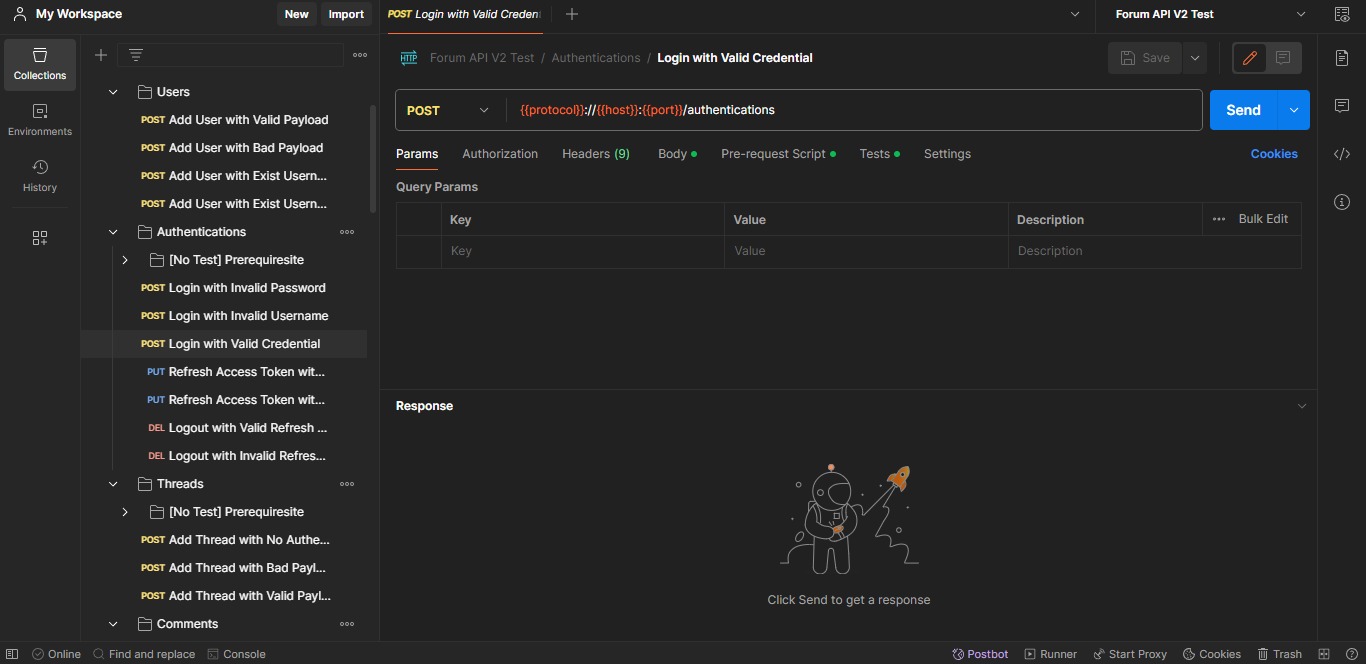 My Workspace
New
Import
POST Login with Valid Creden
Forum API V2 Test
Collections
Environments
History
Users
POST Add User with Valid Payload
POST Add User with Bad Payload
POST Add User with Exist Usern...
POST Add User with Exist Usern...
Authentications
[No Test] Prerequiresite
POST Login with Invalid Password
POST Login with Invalid Username
POST Login with Valid Credential
PUT Refresh Access Token wit...
PUT Refresh Access Token wit...
DEL Logout with Valid Refresh ...
DEL Logout with Invalid Refres...
Threads
[No Test] Prerequiresite
POST Add Thread with No Authe...
POST Add Thread with Bad Payl...
POST Add Thread with Valid Payl...
Comments
HTTP Forum API V2 Test / Authentications / Login with Valid Credential
Save
POST
{{protocol}}://{{host}}:{{port}}/authentications
Send
Params Authorization Headers (9) Body Pre-request Script Tests Settings
Cookies
Query Params
Key Value Description Bulk Edit
Key Value Description
Response
Click Send to get a response
Online Find and replace Console
Postbot Runner Start Proxy Cookies Trash